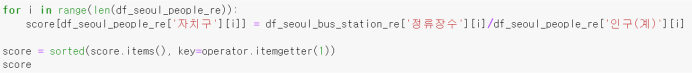 for i in range(len(df_seoul_people_re)):
    score[df_seoul_people_re['자치구'][i]] = df_seoul_bus_station_re['정류장수'][i]/df_seoul_people_re['인구(계)'][i]
score = sorted(score.items(), key=operator.itemgetter(1))
score